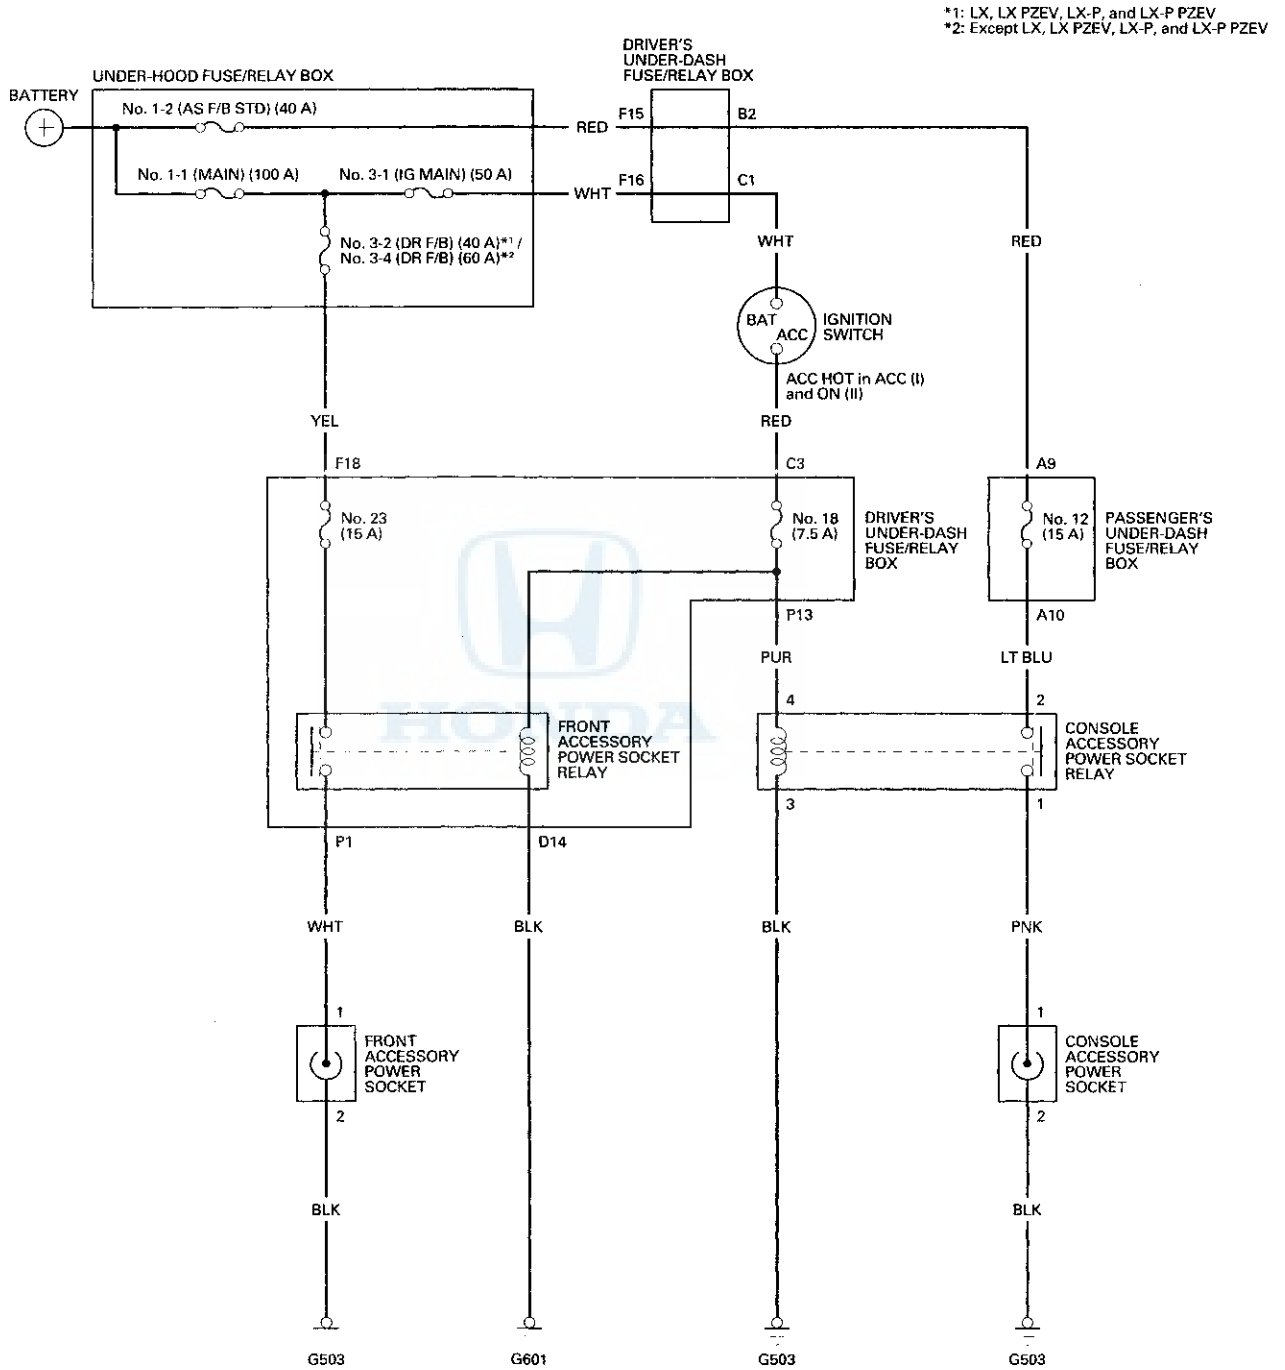 *1: LX, LX PZEV, LX-P, and LX-P PZEV
*2: Except LX, LX PZEV, LX-P, and LX-P PZEV
DRIVER'S
UNDER-DASH
FUSE/RELAY BOX
UNDER-HOOD FUSE/RELAY BOX
BATTERY
No. 1-2 (AS F/B STD) (40 A)
F15
B2
RED
No. 1-1 (MAIN) (100 A)
No. 3-1 (IG MAIN) (50 A)
F16
C1
WHT
No. 3-2 (DR F/B) (40 A)*1 /
No. 3-4 (DR F/B) (60 A)*2
WHT
RED
BAT
ACC
IGNITION
SWITCH
ACC HOT in ACC (I)
and ON (II)
YEL
RED
F18
C3
A9
No. 23
(15 A)
No. 18
(7.5 A)
DRIVER'S
UNDER-DASH
FUSE/RELAY
BOX
No. 12
(15 A)
PASSENGER'S
UNDER-DASH
FUSE/RELAY
BOX
P13
A10
PUR
LT BLU
4
2
HONDA
FRONT
ACCESSORY
POWER SOCKET
RELAY
CONSOLE
ACCESSORY
POWER SOCKET
RELAY
3
1
P1
D14
WHT
BLK
BLK
PNK
1
1
FRONT
ACCESSORY
POWER
SOCKET
CONSOLE
ACCESSORY
POWER
SOCKET
2
2
BLK
BLK
G503
G601
G503
G503